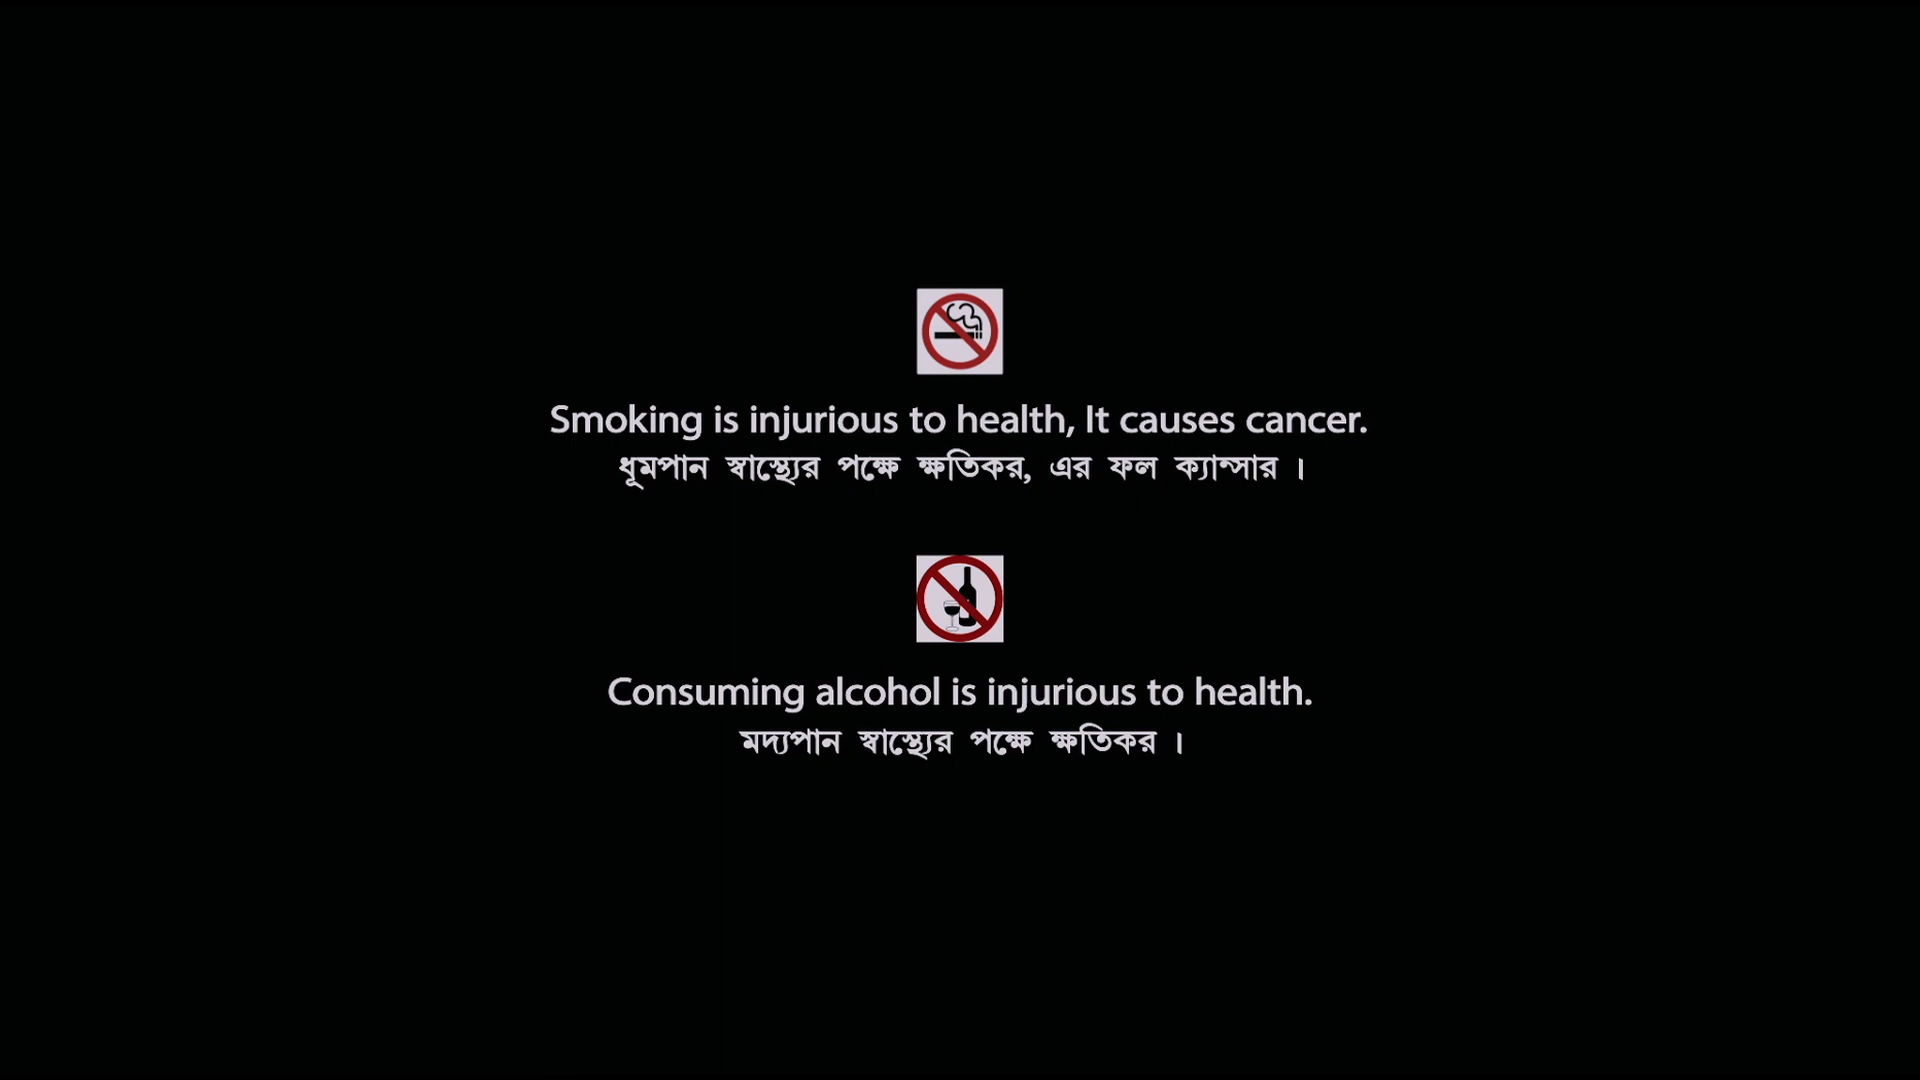 Smoking is injurious to health, It causes cancer.
ধূমপান স্বাস্থ্যের পক্ষে ক্ষতিকর, এর ফল ক্যান্সার ।
Consuming alcohol is injurious to health.
মদ্যপান স্বাস্থ্যের পক্ষে ক্ষতিকর ।